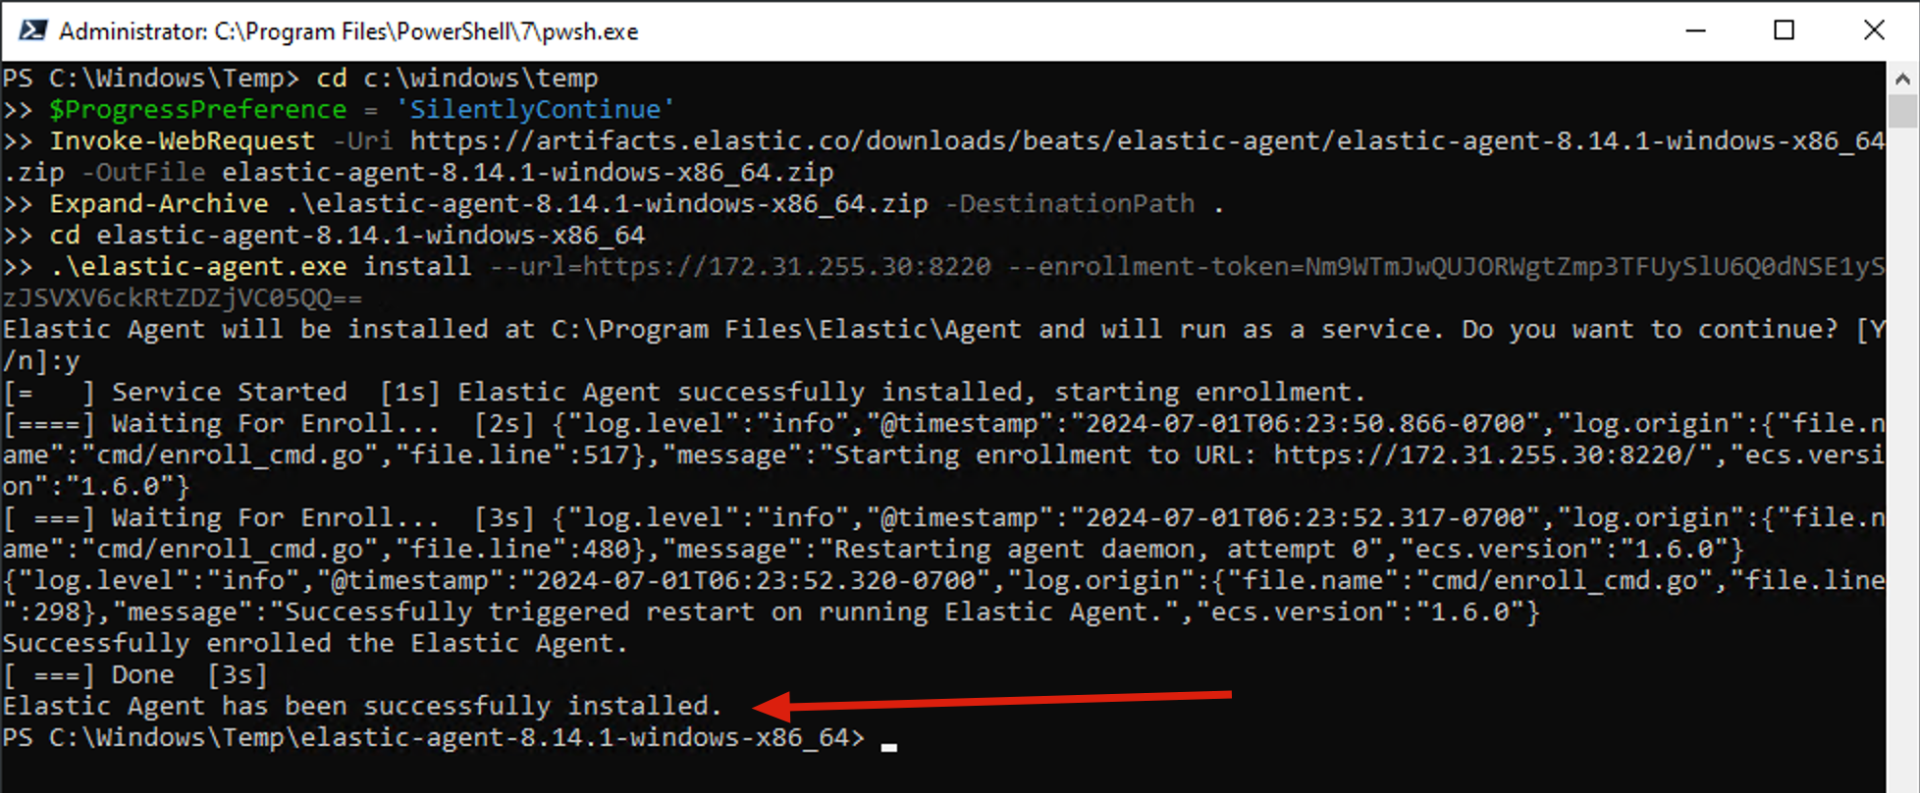 Administrator: C:\Program Files\PowerShell\7\pwsh.exe
PS C:\Windows\Temp> cd c:\windows\temp
>> $ProgressPreference = 'SilentlyContinue'
>> Invoke-WebRequest -Uri https://artifacts.elastic.co/downloads/beats/elastic-agent/elastic-agent-8.14.1-windows-x86_64
.zip -OutFile elastic-agent-8.14.1-windows-x86_64.zip
>> Expand-Archive .\elastic-agent-8.14.1-windows-x86_64.zip -DestinationPath .
>> cd elastic-agent-8.14.1-windows-x86_64
>> .\elastic-agent.exe install --url=https://172.31.255.30:8220 --enrollment-token=Nm9WTmJwQUJORWgtZmp3TFUySlU6Q0dNSE1yS
zJSVXV6ckRtZDZjVC05QQ==
Elastic Agent will be installed at C:\Program Files\Elastic\Agent and will run as a service. Do you want to continue? [Y
/n]:y
[=   ] Service Started  [1s] Elastic Agent successfully installed, starting enrollment.
[====] Waiting For Enroll...  [2s] {"log.level":"info","@timestamp":"2024-07-01T06:23:50.866-0700","log.origin":{"file.n
ame":"cmd/enroll_cmd.go","file.line":517},"message":"Starting enrollment to URL: https://172.31.255.30:8220/","ecs.versi
on":"1.6.0"}
[ ===] Waiting For Enroll...  [3s] {"log.level":"info","@timestamp":"2024-07-01T06:23:52.317-0700","log.origin":{"file.n
ame":"cmd/enroll_cmd.go","file.line":480},"message":"Restarting agent daemon, attempt 0","ecs.version":"1.6.0"}
{"log.level":"info","@timestamp":"2024-07-01T06:23:52.320-0700","log.origin":{"file.name":"cmd/enroll_cmd.go","file.line
":298},"message":"Successfully triggered restart on running Elastic Agent.","ecs.version":"1.6.0"}
Successfully enrolled the Elastic Agent.
[ ===] Done  [3s]
Elastic Agent has been successfully installed.
PS C:\Windows\Temp\elastic-agent-8.14.1-windows-x86_64>